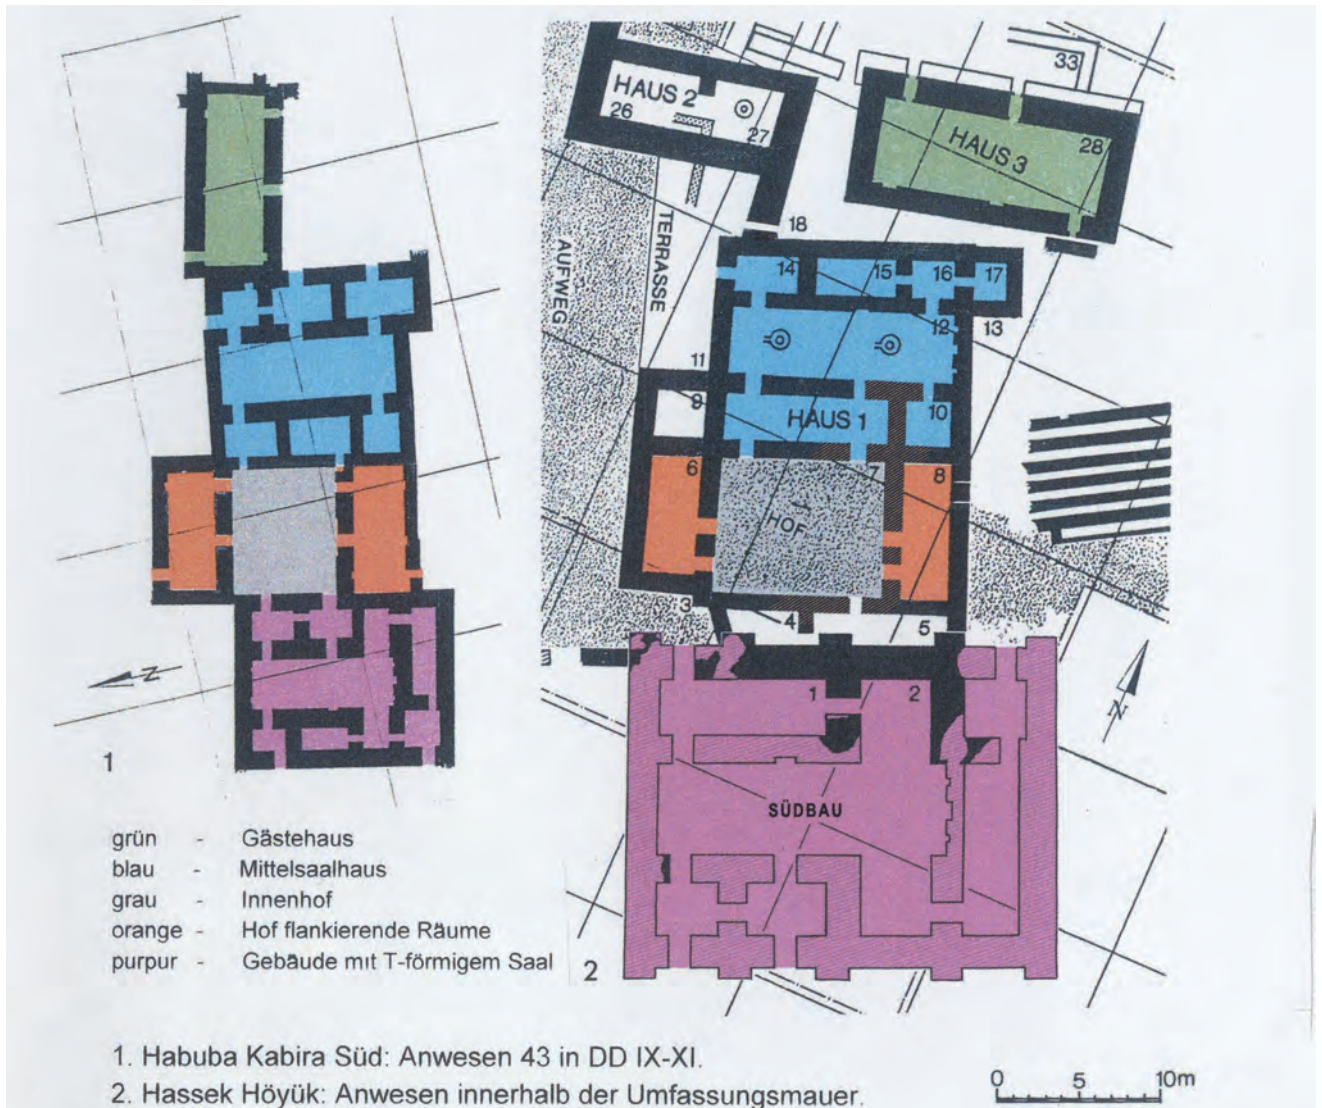 HAUS 2
26
27
33
HAUS 3
28
18
TERRASSE
AUFWEG
14
15
16
17
12
13
11
9
HAUS 1
10
6
7
8
HOF
3
4
5
N
1
2
N
SÜDBAU
1
grün - Gästehaus
blau - Mittelsaalhaus
grau - Innenhof
orange - Hof flankierende Räume
purpur - Gebäude mit T-förmigem Saal
2
1. Habuba Kabira Süd: Anwesen 43 in DD IX-XI.
2. Hassek Höyük: Anwesen innerhalb der Umfassungsmauer.
0 5 10m